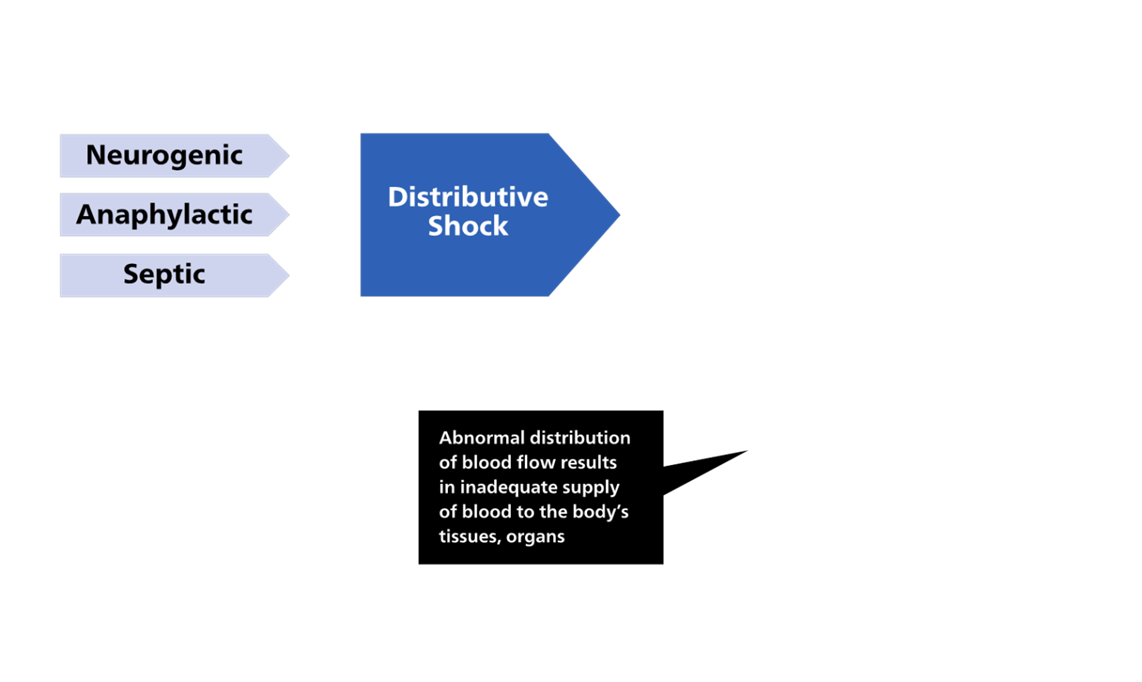 Neurogenic
Anaphylactic
Septic
Distributive
Shock
Abnormal distribution
of blood flow results
in inadequate supply
of blood to the body’s
tissues, organs